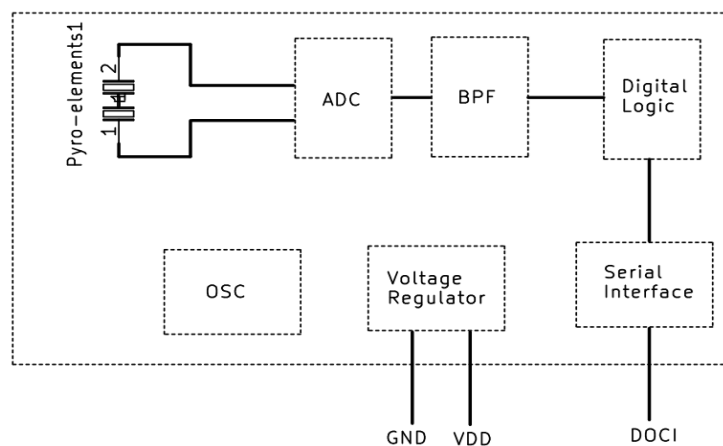 Pyro-elements1
2
1
ADC
BPF
Digital
Logic
OSC
Voltage
Regulator
Serial
Interface
GND
VDD
DOCI